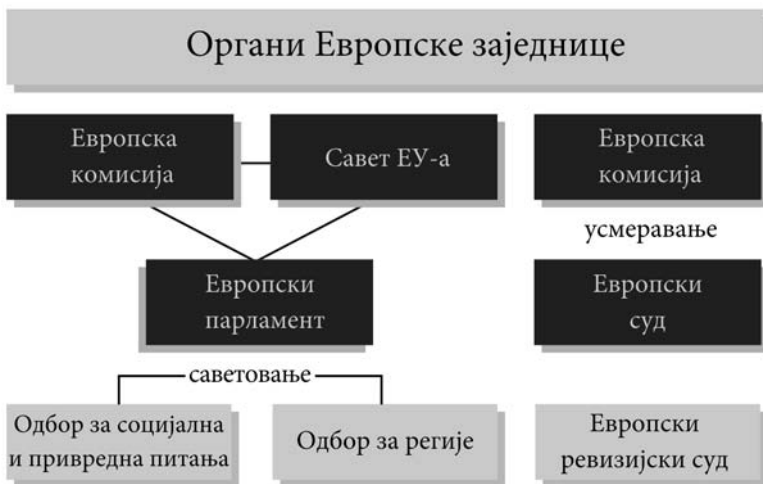 Органи Европске заједнице
Европска
комисија
Савет ЕУ-а
Европска
комисија
усмеравање
Европски
парламент
Европски
суд
саветовање
Одбор за социјална
и привредна питања
Одбор за регије
Европски
ревизијски суд